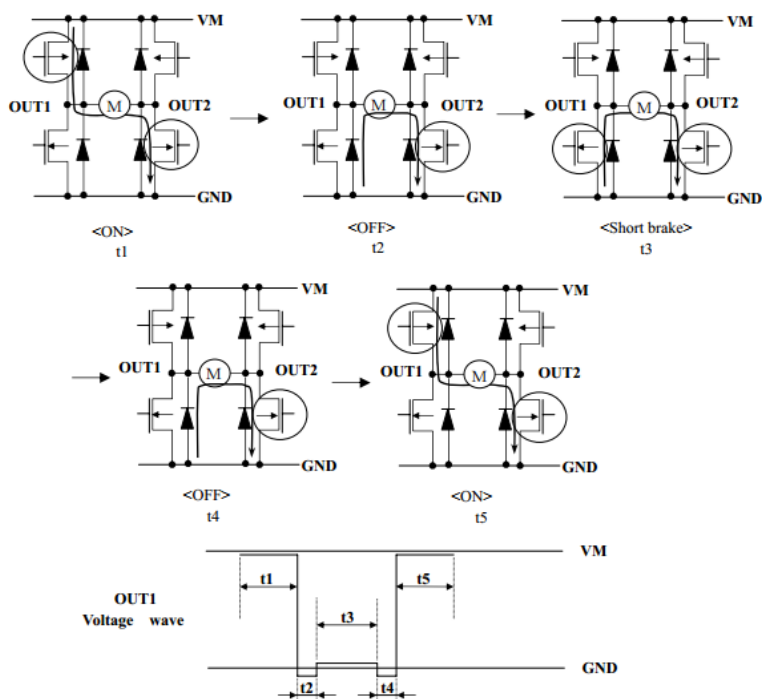 VM
VM
VM
OUT1
M
OUT2
OUT1
M
OUT2
OUT1
M
OUT2
GND
GND
GND
<ON>
t1
<OFF>
t2
<Short brake>
t3
VM
VM
OUT1
M
OUT2
OUT1
M
OUT2
GND
GND
<OFF>
t4
<ON>
t5
VM
t1
t5
OUT1
Voltage wave
t3
GND
t2
t4